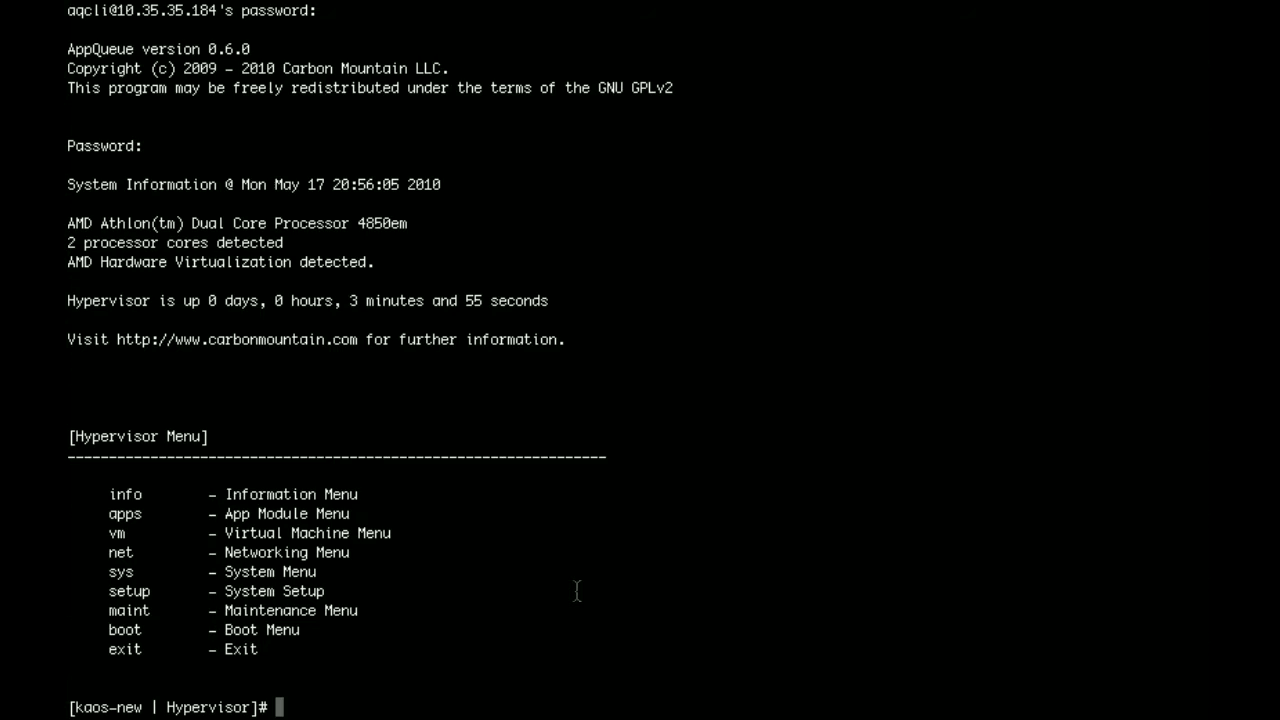 aqcli@10.35.35.184's password:
AppQueue version 0.6.0
Copyright (c) 2009 - 2010 Carbon Mountain LLC.
This program may be freely redistributed under the terms of the GNU GPLv2
Password:
System Information @ Mon May 17 20:56:05 2010
AMD Athlon(tm) Dual Core Processor 4850em
2 processor cores detected
AMD Hardware Virtualization detected.
Hypervisor is up 0 days, 0 hours, 3 minutes and 55 seconds
Visit http://www.carbonmountain.com for further information.
[Hypervisor Menu]
-----------------------------------------------------------------
info - Information Menu
apps - App Module Menu
vm - Virtual Machine Menu
net - Networking Menu
sys - System Menu
setup - System Setup
maint - Maintenance Menu
boot - Boot Menu
exit - Exit
[kaos-new | Hypervisor]#